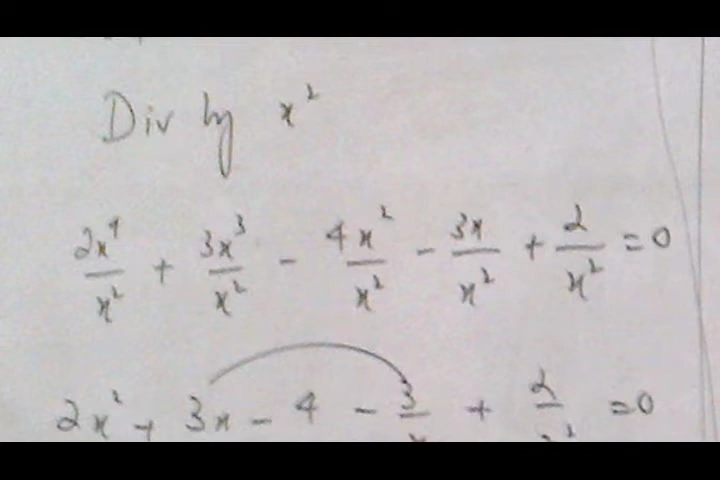 Div by x²
2x⁴/x² + 3x³/x² - 4x²/x² - 3x/x² + 2/x² = 0
2x² + 3x - 4 - 3/x + 2/x² = 0